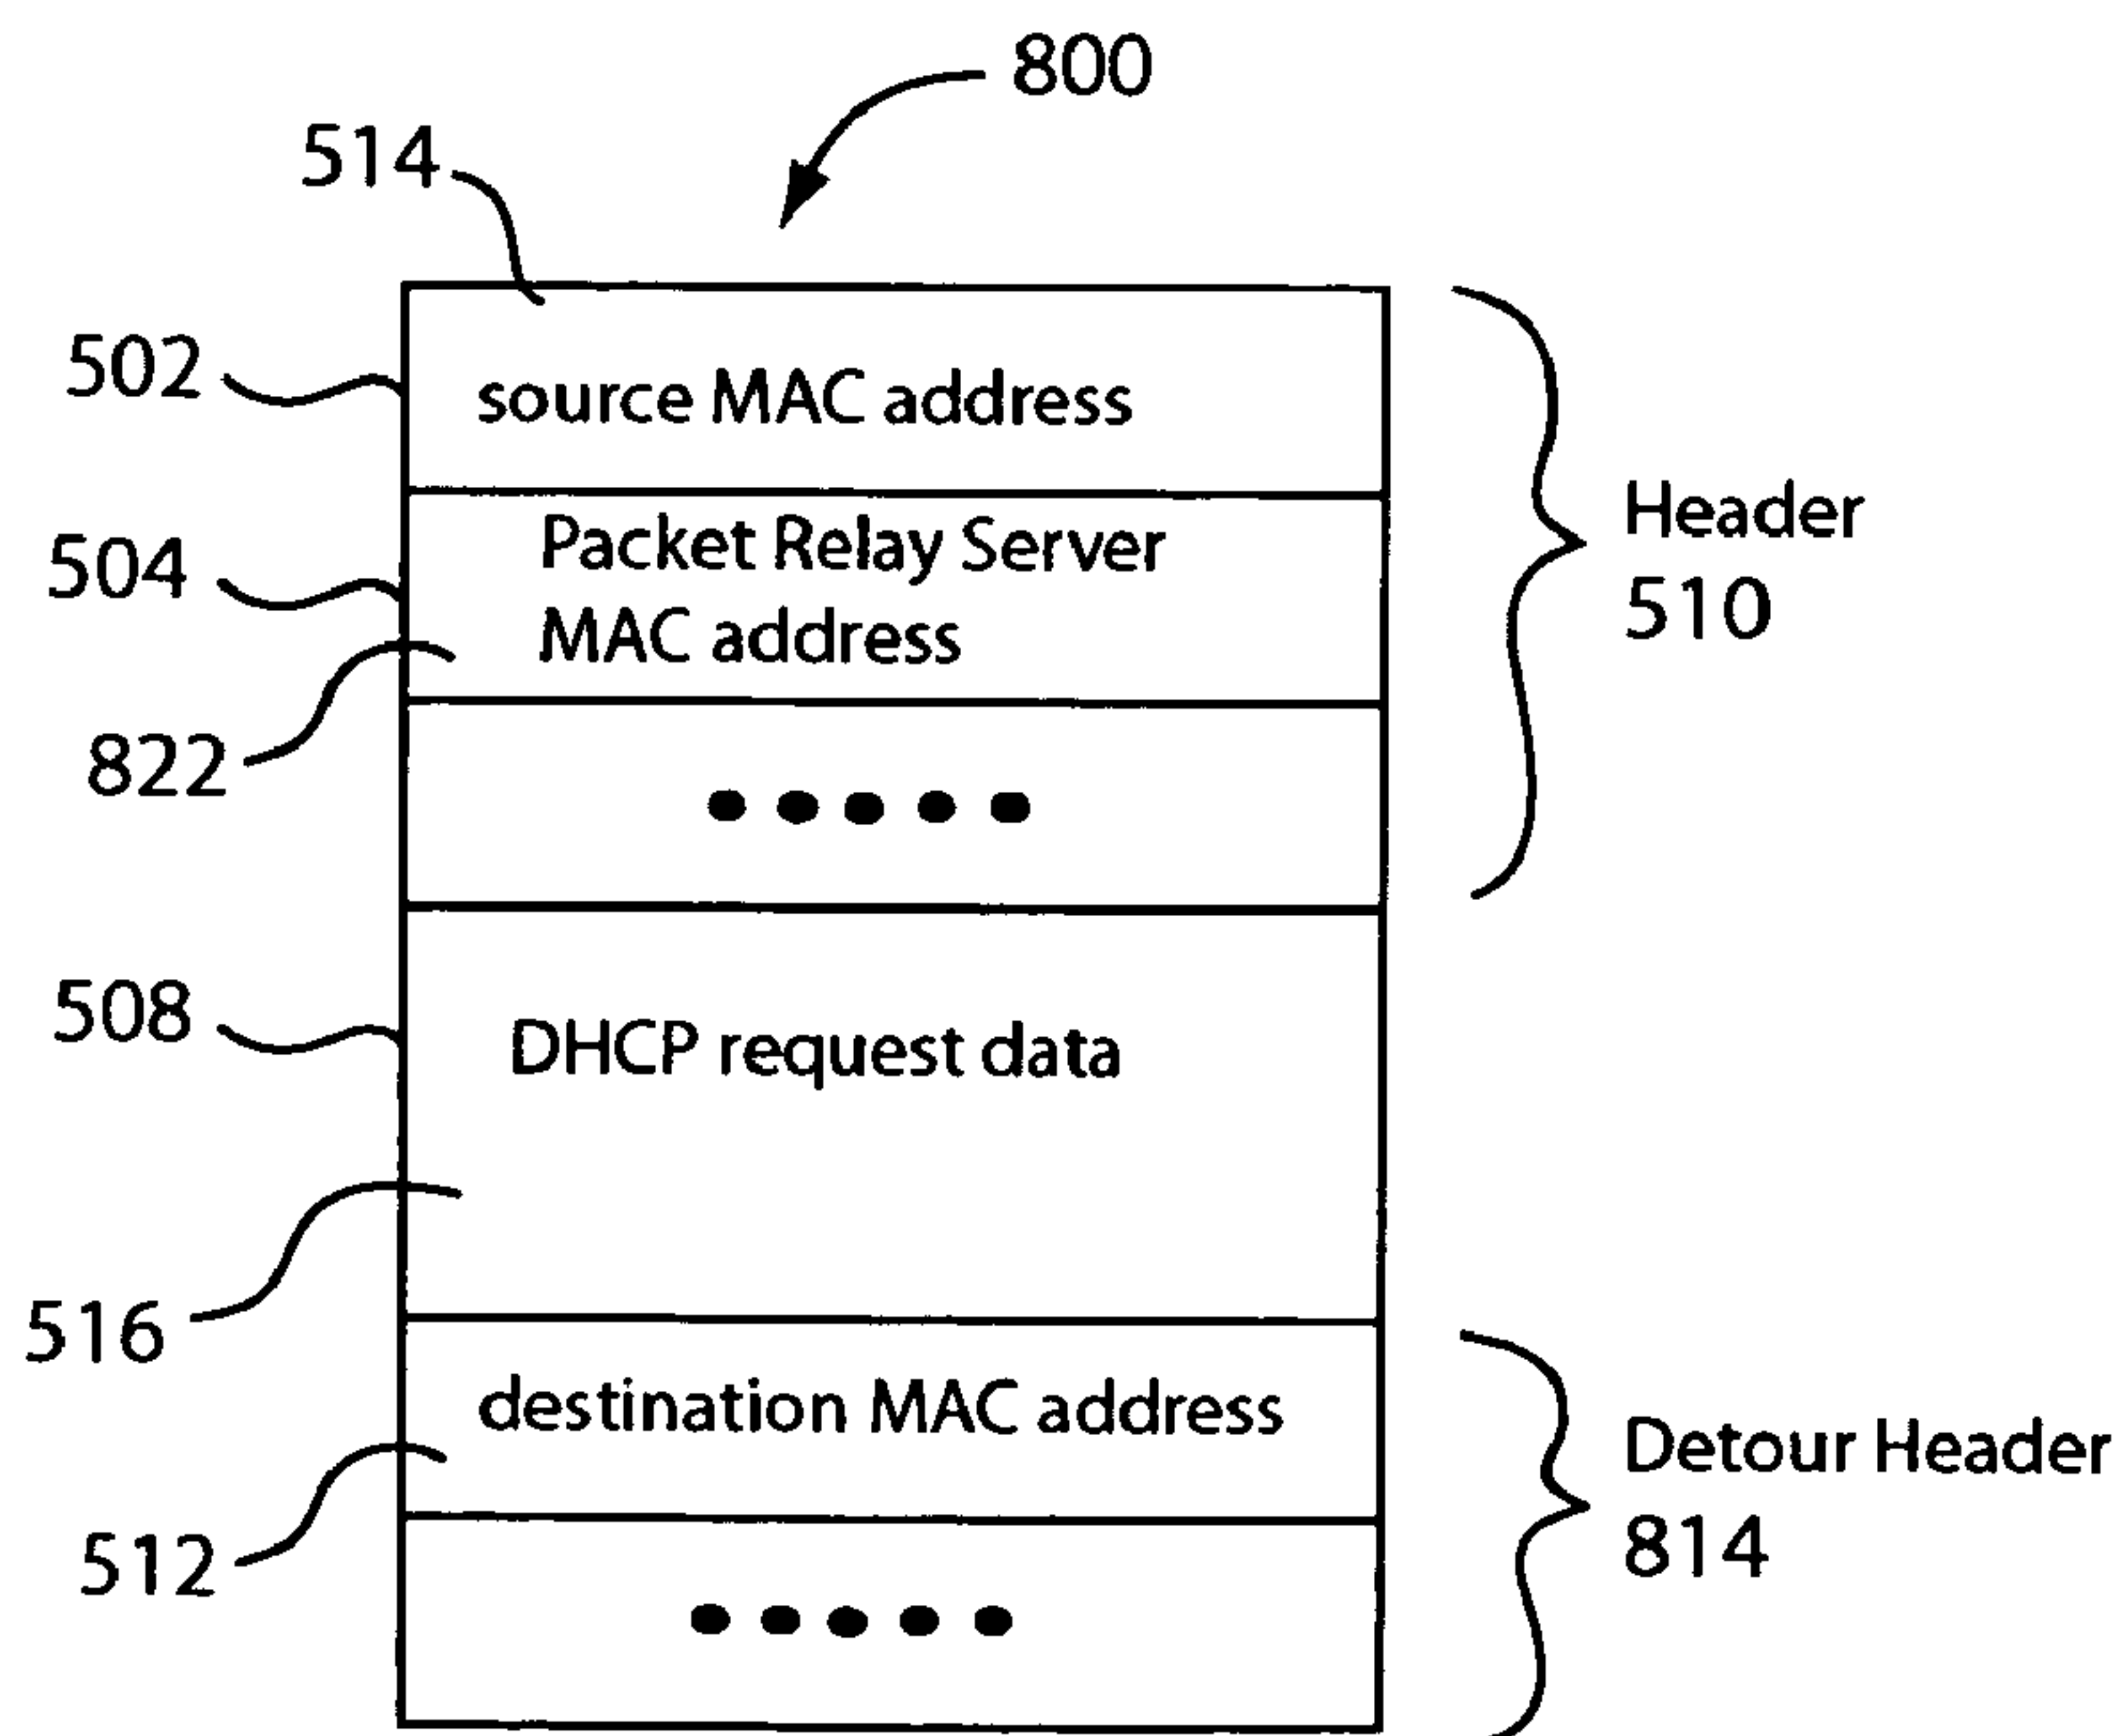 800
514
502
source MAC address
504
Packet Relay Server
MAC address
822
Header
510
508
DHCP request data
516
destination MAC address
512
Detour Header
814